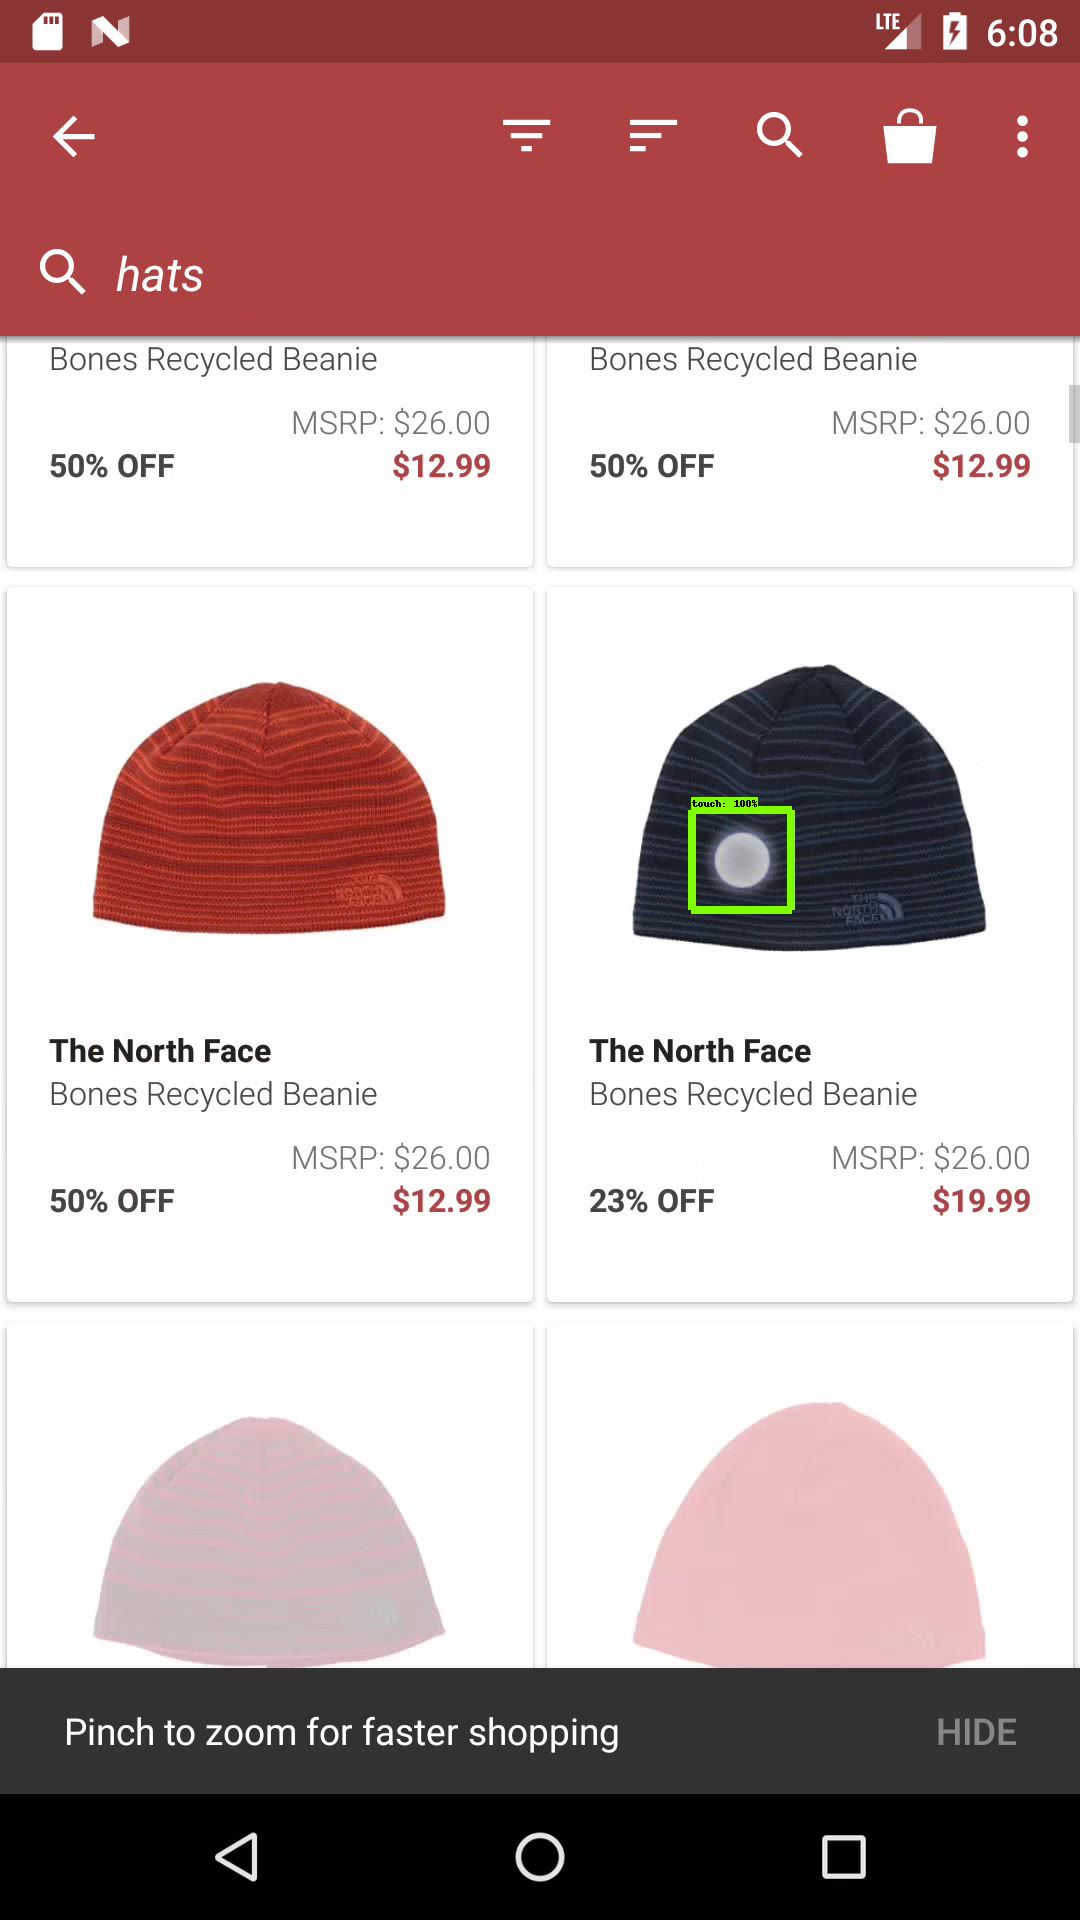 LTE 6:08
hats
Bones Recycled Beanie
MSRP: $26.00
50% OFF $12.99
Bones Recycled Beanie
MSRP: $26.00
50% OFF $12.99
THE
NORTH
FACE
The North Face
Bones Recycled Beanie
MSRP: $26.00
50% OFF $12.99
touch: 100%
THE
NORTH
FACE
The North Face
Bones Recycled Beanie
MSRP: $26.00
23% OFF $19.99
Pinch to zoom for faster shopping HIDE